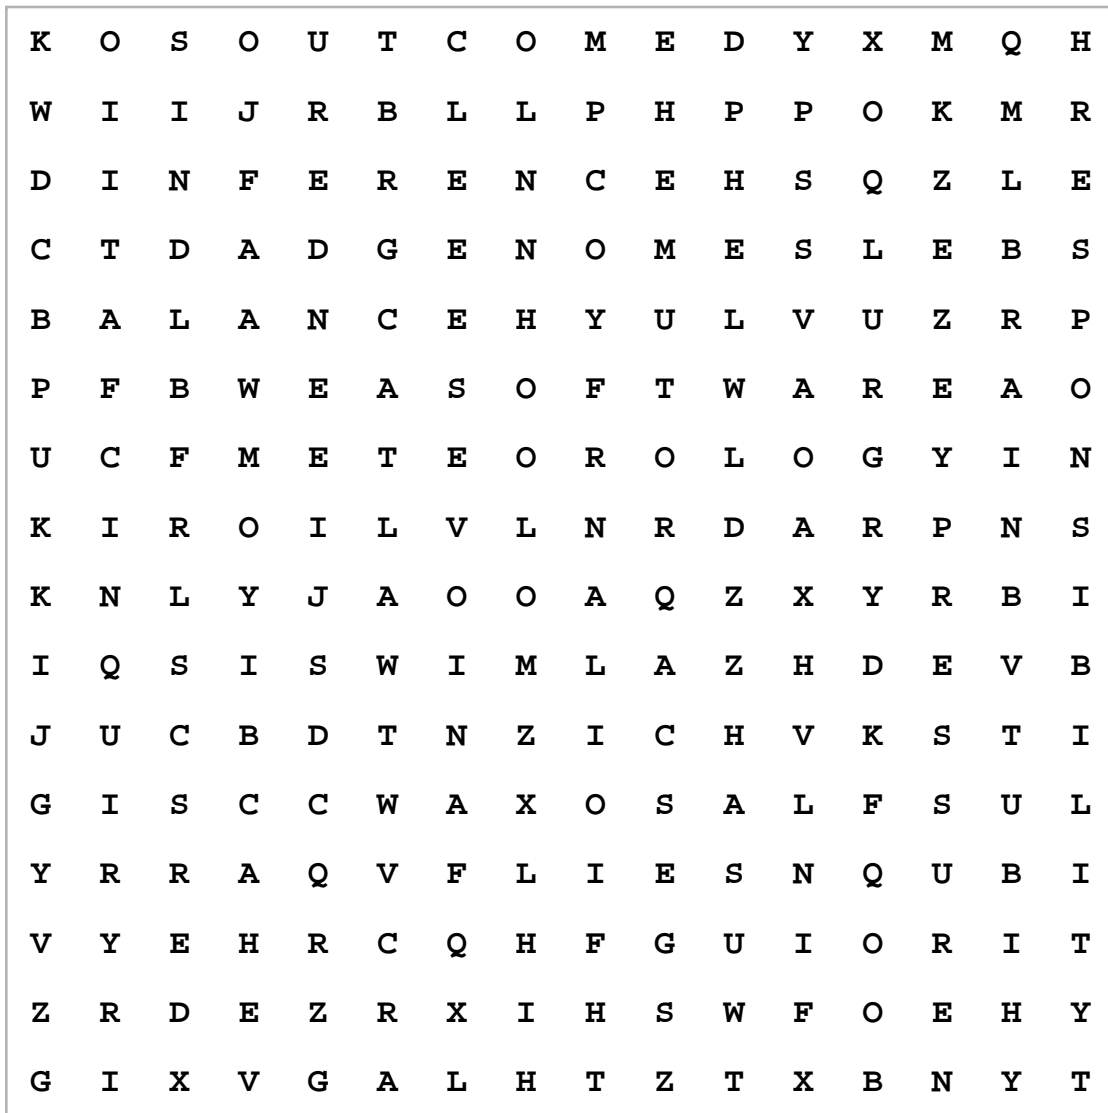 K O S O U T C O M E D Y X M Q H
W I I J R B L L P H P P O K M R
D I N F E R E N C E H S Q Z L E
C T D A D G E N O M E S L E B S
B A L A N C E H Y U L V U Z R P
P F B W E A S O F T W A R E A O
U C F M E T E O R O L O G Y I N
K I R O I L V L N R D A R P N S
K N L Y J A O O A Q Z X Y R B I
I Q S I S W I M L A Z H D E V B
J U C B D T N Z I C H V K S T I
G I S C C W A X O S A L F S U L
Y R R A Q V F L I E S N Q U B I
V Y E H R C Q H F G U I O R I T
Z R D E Z R X I H S W F O E H Y
G I X V G A L H T Z T X B N Y T